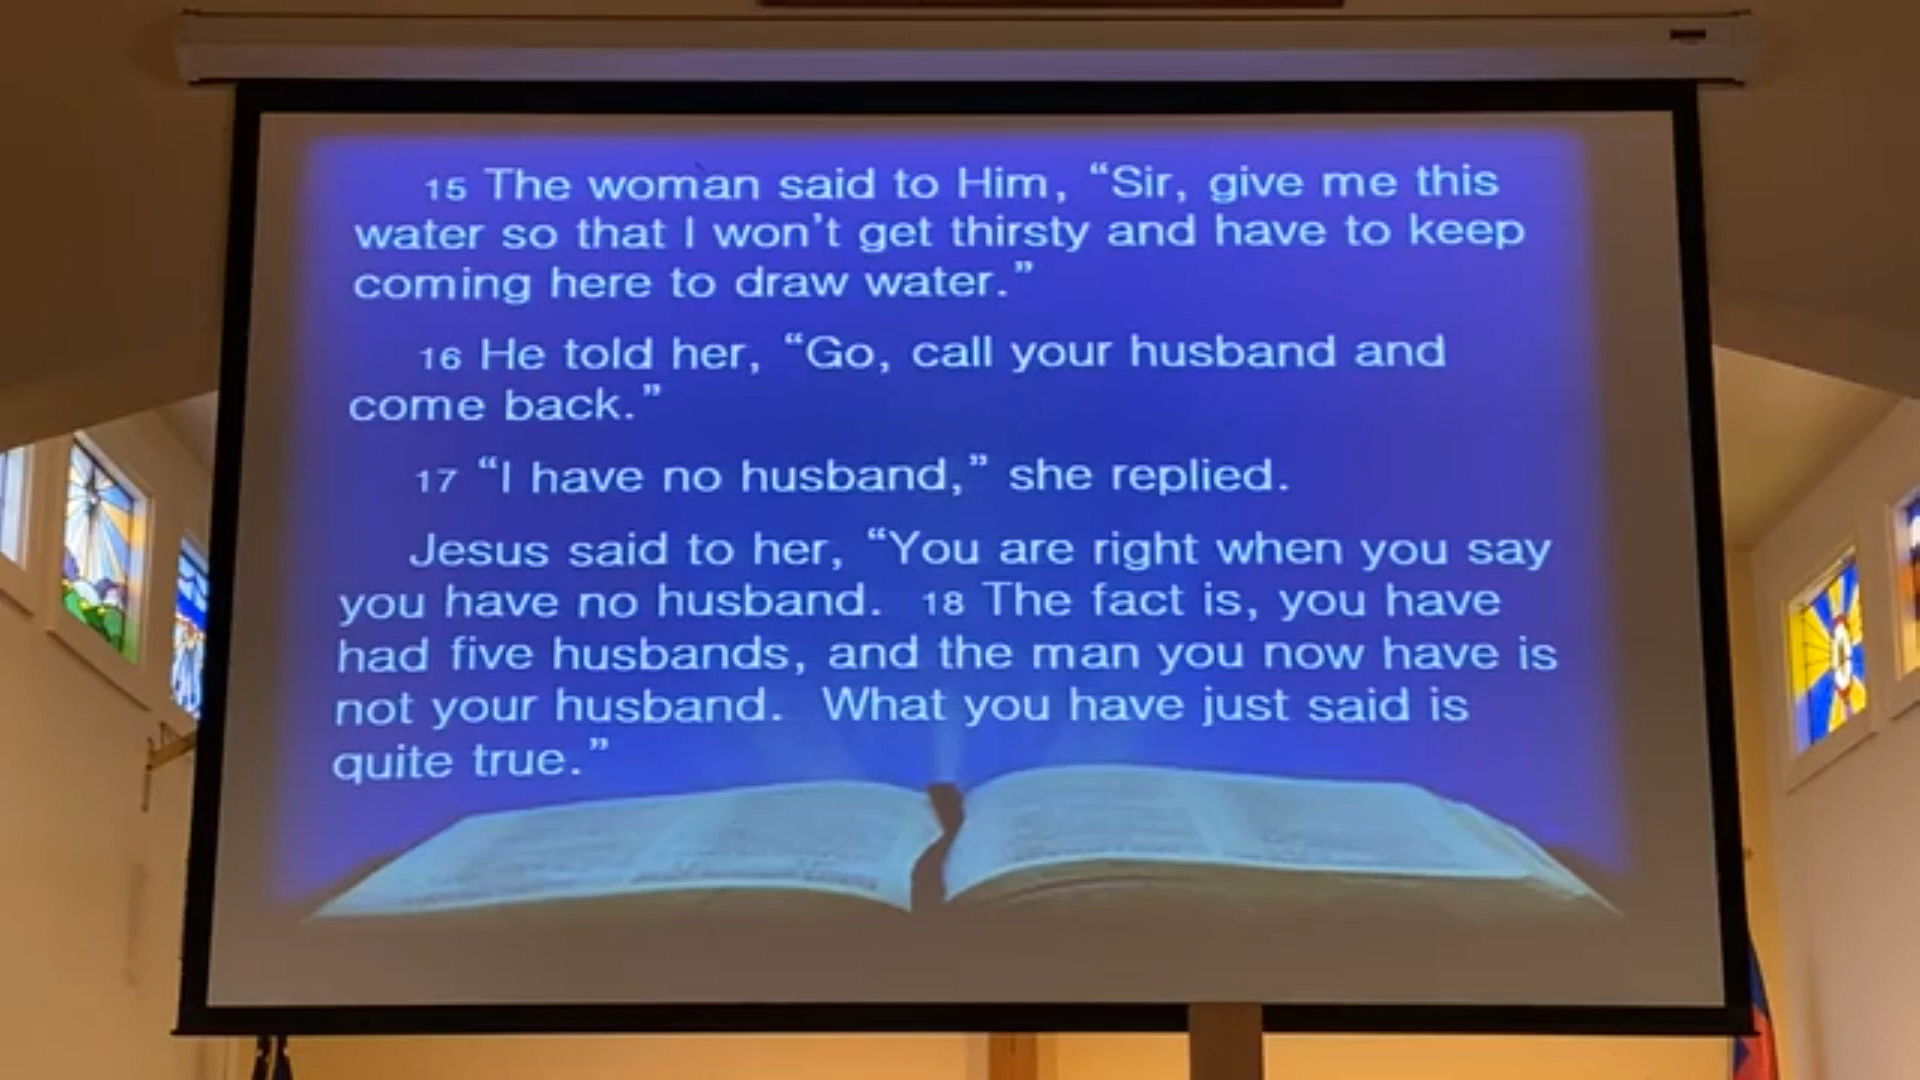 15 The woman said to Him, “Sir, give me this
water so that I won’t get thirsty and have to keep
coming here to draw water.”
16 He told her, “Go, call your husband and
come back.”
17 “I have no husband,” she replied.
Jesus said to her, “You are right when you say
you have no husband. 18 The fact is, you have
had five husbands, and the man you now have is
not your husband. What you have just said is
quite true.”